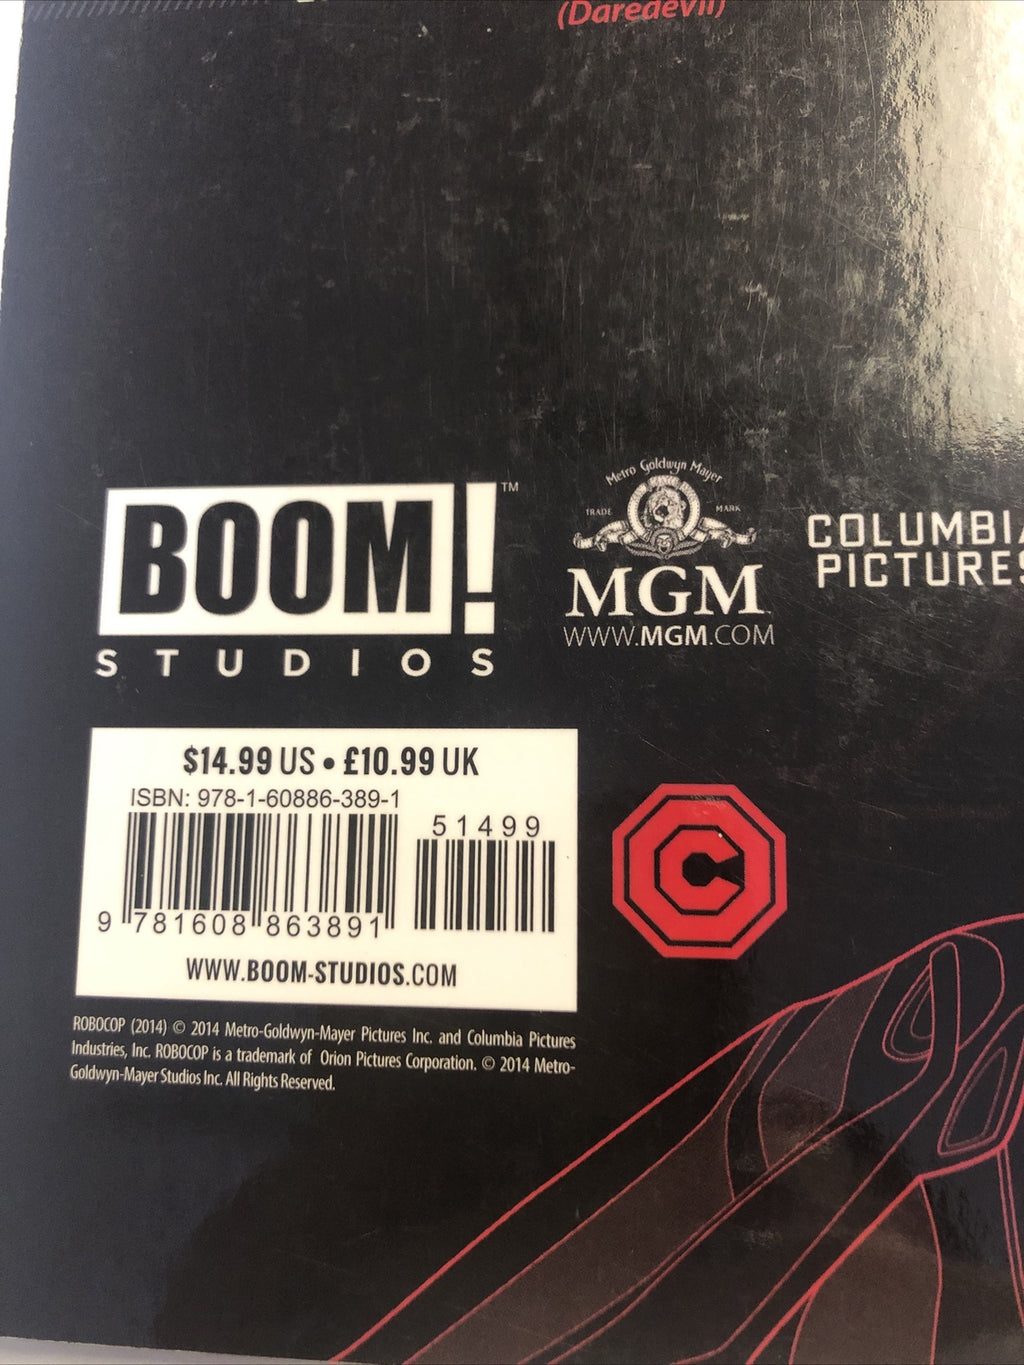 (Daredevil)
BOOM!™
STUDIOS
Metro Goldwyn Mayer
TRADE MARK
MGM
WWW.MGM.COM
COLUMBIA
PICTURES
$14.99 US • £10.99 UK
ISBN: 978-1-60886-389-1
51499
9 781608 863891
WWW.BOOM-STUDIOS.COM
C
ROBOCOP (2014) © 2014 Metro-Goldwyn-Mayer Pictures Inc. and Columbia Pictures
Industries, Inc. ROBOCOP is a trademark of Orion Pictures Corporation. © 2014 Metro-
Goldwyn-Mayer Studios Inc. All Rights Reserved.